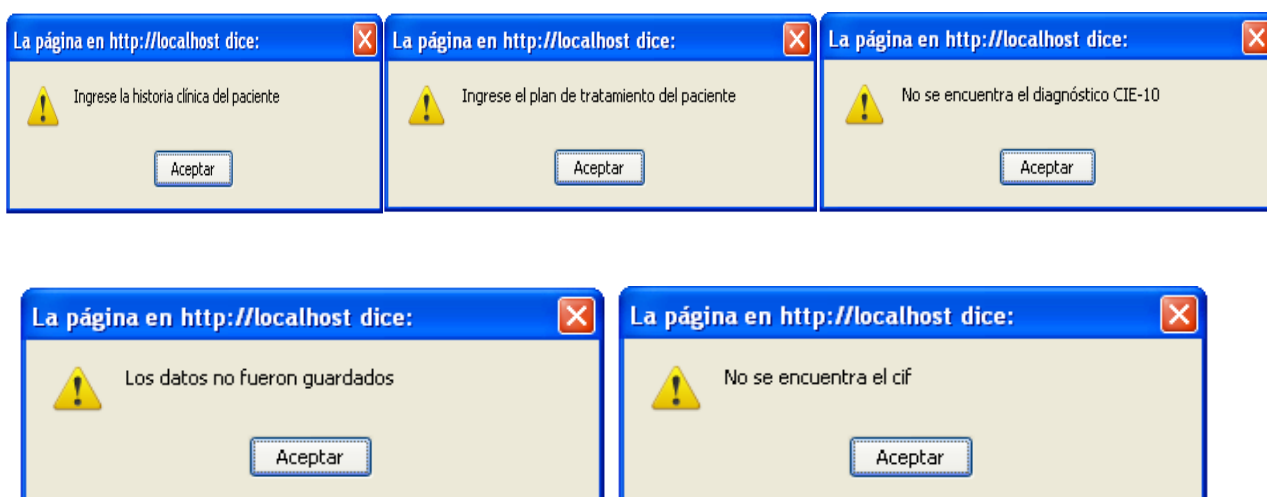 La página en http://localhost dice:
Ingrese la historia clínica del paciente
Aceptar
La página en http://localhost dice:
Ingrese el plan de tratamiento del paciente
Aceptar
La página en http://localhost dice:
No se encuentra el diagnóstico CIE-10
Aceptar
La página en http://localhost dice:
Los datos no fueron guardados
Aceptar
La página en http://localhost dice:
No se encuentra el cif
Aceptar